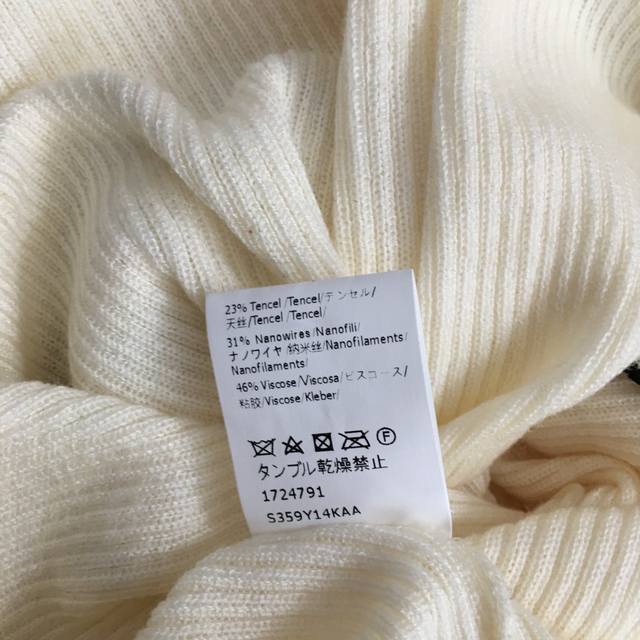 23% Tencel /Tencel/テンセル/
天丝/Tencel /Tencel/
31% Nanowires /Nanofili/
ナノワイヤ /纳米丝/Nanofilaments/
Nanofilaments/
46% Viscose /Viscosa/ビスコース/
粘胶/Viscose/Kleber/
F
タンブル乾燥禁止
1724791
S359Y14KAA